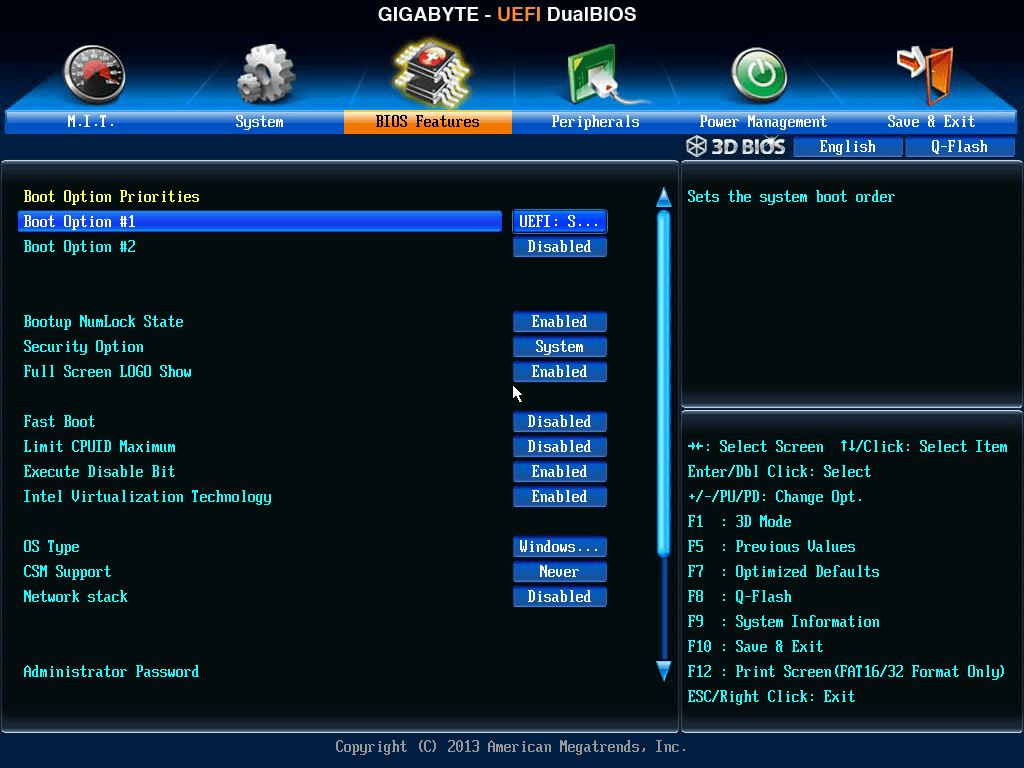 GIGABYTE - UEFI DualBIOS
M.I.T. System BIOS Features Peripherals Power Management Save & Exit
3D BIOS English Q-Flash
Boot Option Priorities
Boot Option #1 UEFI: S...
Boot Option #2 Disabled
Bootup NumLock State Enabled
Security Option System
Full Screen LOGO Show Enabled
Fast Boot Disabled
Limit CPUID Maximum Disabled
Execute Disable Bit Enabled
Intel Virtualization Technology Enabled
OS Type Windows...
CSM Support Never
Network stack Disabled
Administrator Password
Sets the system boot order
→←: Select Screen ↑↓/Click: Select Item
Enter/Dbl Click: Select
+/-/PU/PD: Change Opt.
F1 : 3D Mode
F5 : Previous Values
F7 : Optimized Defaults
F8 : Q-Flash
F9 : System Information
F10 : Save & Exit
F12 : Print Screen(FAT16/32 Format Only)
ESC/Right Click: Exit
Copyright (C) 2013 American Megatrends, Inc.